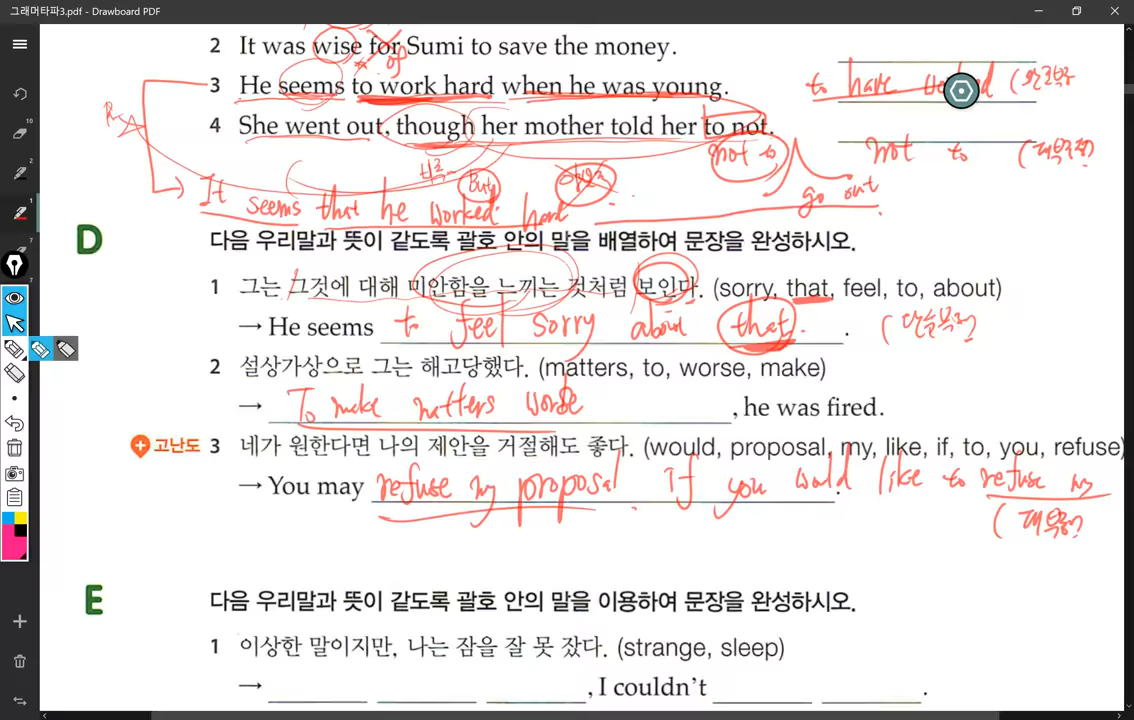 그래머타파3.pdf - Drawboard PDF
2 It was wise for Sumi to save the money.
of
3 He seems to work hard when he was young.
to have
4 She went out, though her mother told her to not.
not to
not to
go out
But
It seems that he worked hard
D 다음 우리말과 뜻이 같도록 괄호 안의 말을 배열하여 문장을 완성하시오.
1 그는 그것에 대해 미안함을 느끼는 것처럼 보인다. (sorry, that, feel, to, about)
→ He seems to feel sorry about that.
2 설상가상으로 그는 해고당했다. (matters, to, worse, make)
→ To make matters worse, he was fired.
고난도 3 네가 원한다면 나의 제안을 거절해도 좋다. (would, proposal, my, like, if, to, you, refuse)
→ You may refuse my proposal if you would like to refuse my.
(대부정)
E 다음 우리말과 뜻이 같도록 괄호 안의 말을 이용하여 문장을 완성하시오.
1 이상한 말이지만, 나는 잠을 잘 못 잤다. (strange, sleep)
→ , I couldn't .